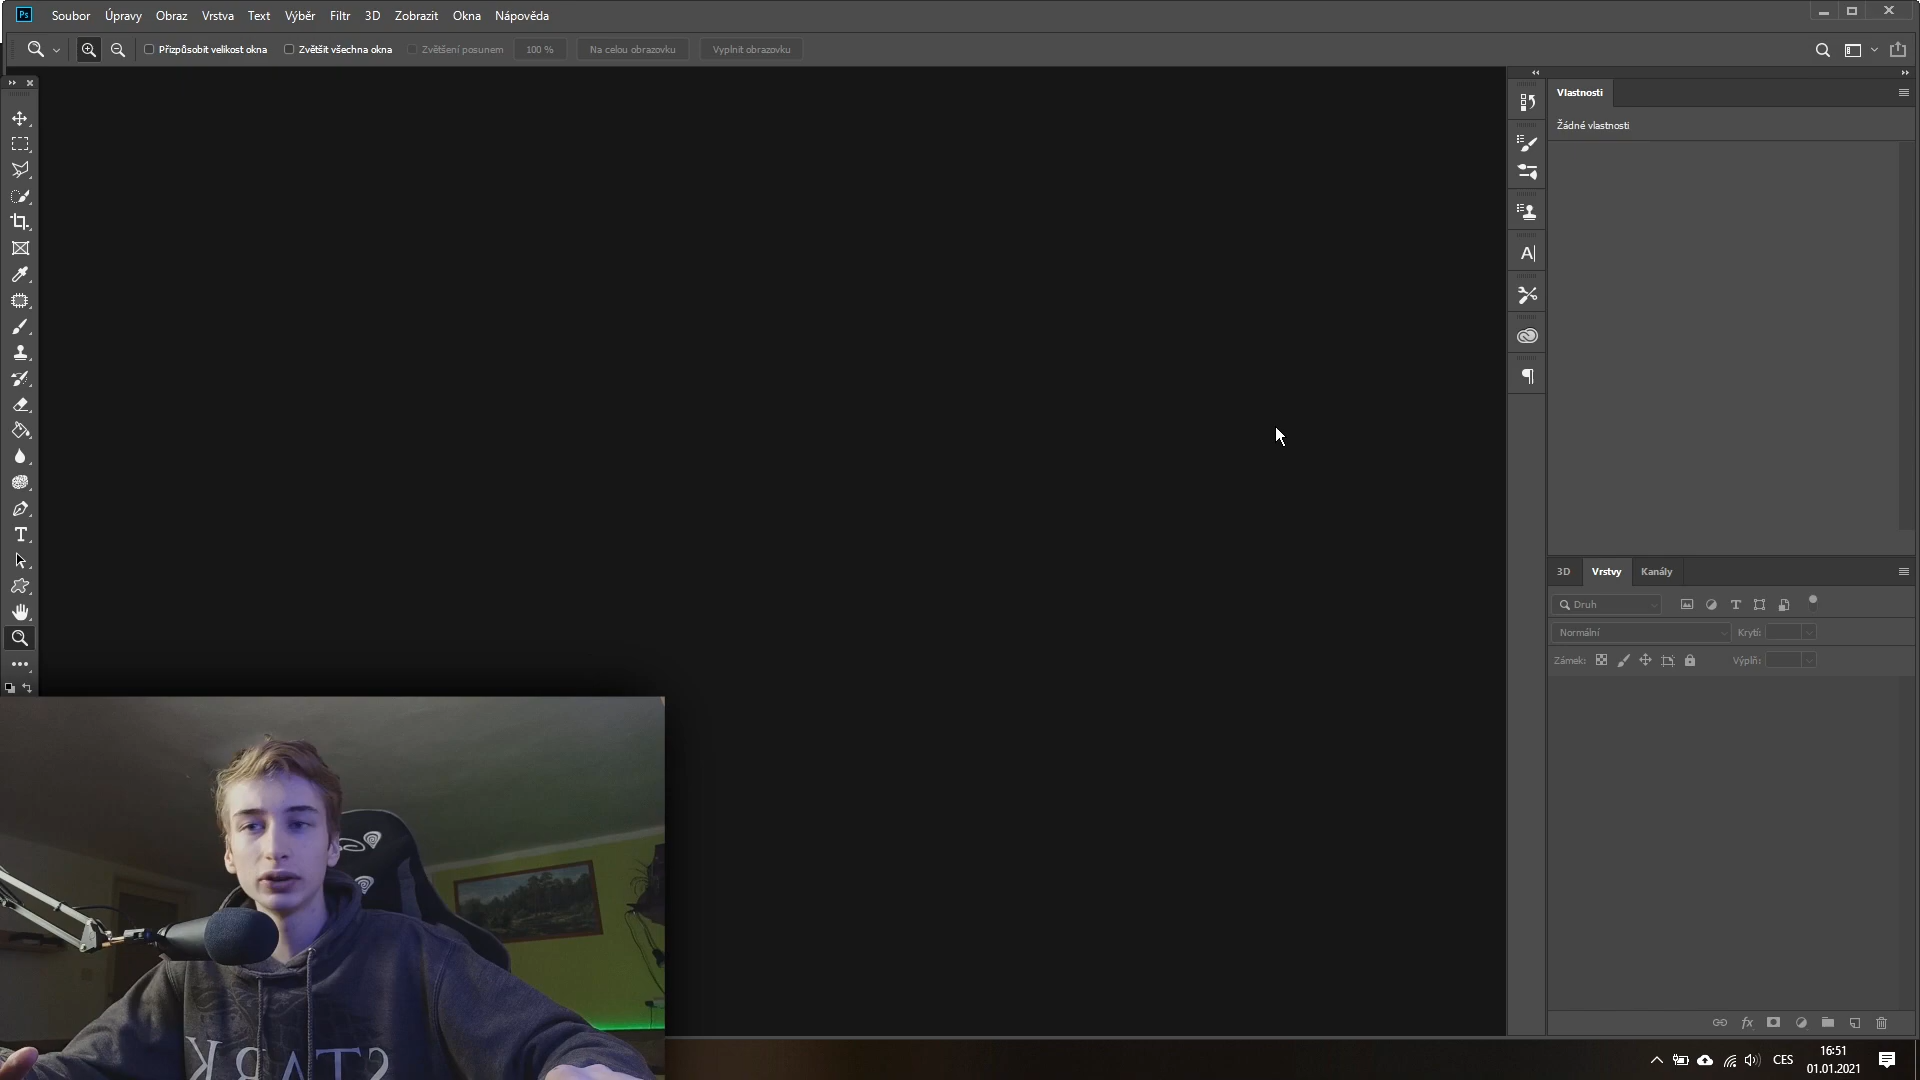 Ps Soubor Úpravy Obraz Vrstva Text Výběr Filtr 3D Zobrazit Okna Nápověda
Přizpůsobit velikost okna Zvětšit všechna okna Zvětšení posunem 100 % Na celou obrazovku Vyplnit obrazovku
Vlastnosti
Žádné vlastnosti
3D Vrstvy Kanály
Druh
Normální Krytí:
Zámek: Výplň:
STARK
CES
16:51
01.01.2021